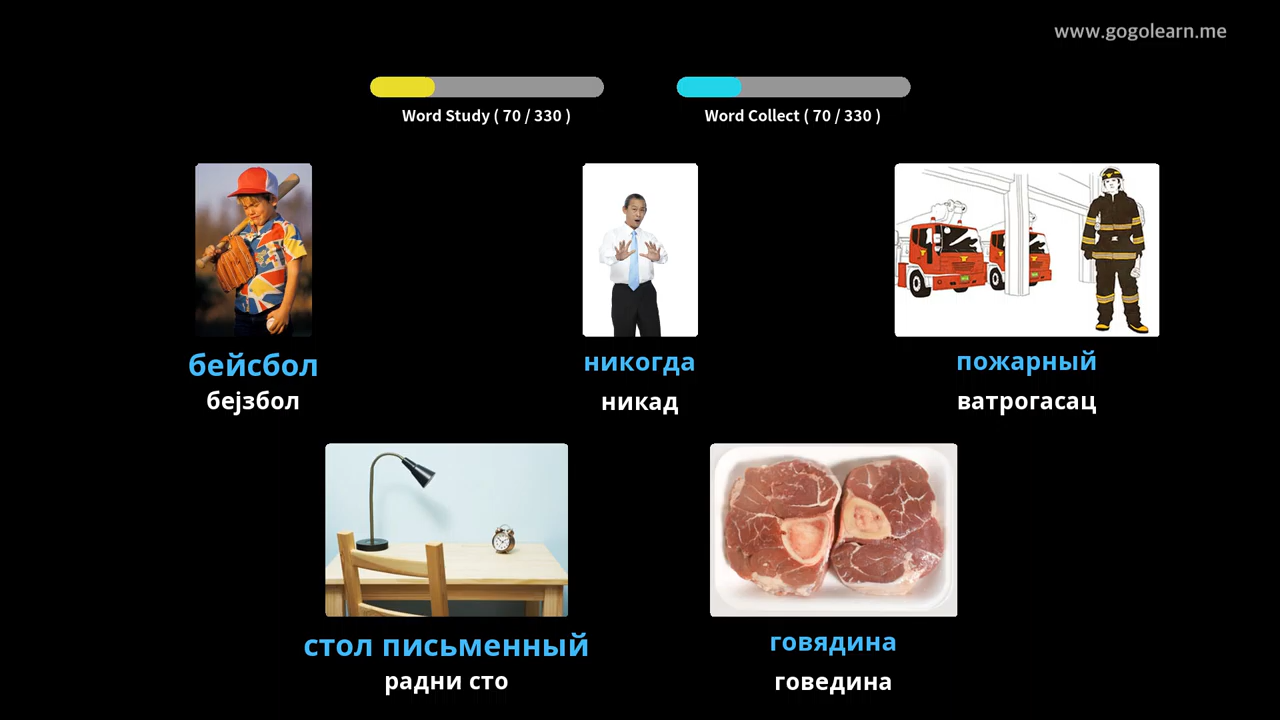 www.gogolearn.me
Word Study ( 70 / 330 )
Word Collect ( 70 / 330 )
бейсбол
бејзбол
никогда
никад
пожарный
ватрогасац
стол письменный
радни сто
говядина
говедина